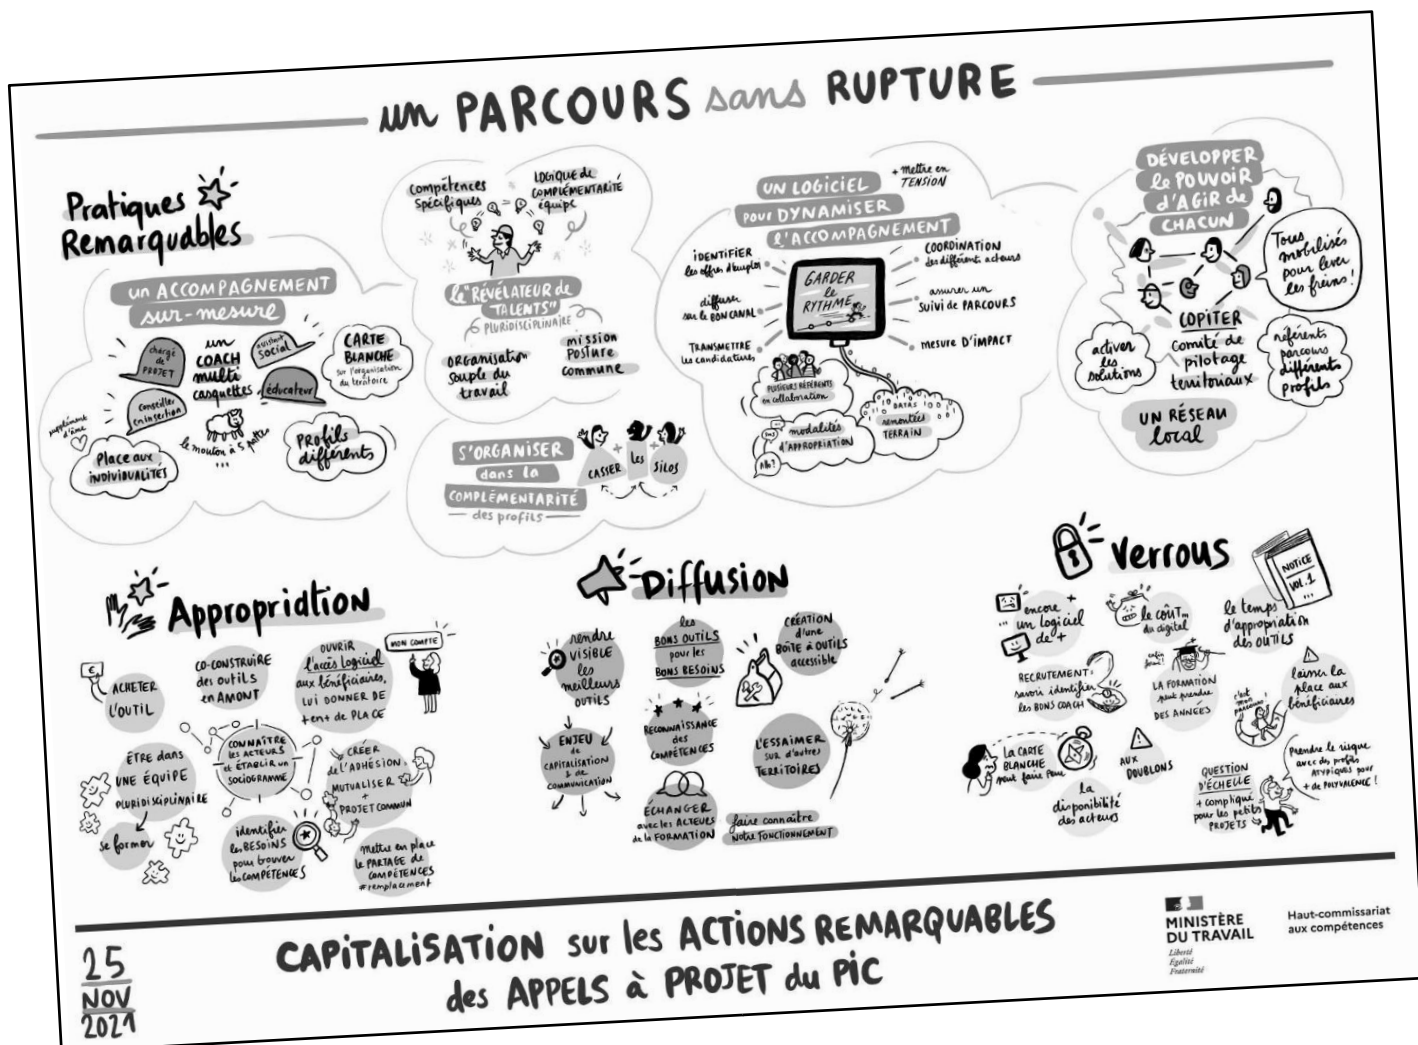 un PARCOURS sans RUPTURE
Pratiques
Remarquables
un ACCOMPAGNEMENT
sur-mesure
chargé
de
PROJET
un
COACH
multi
casquettes
assistant
social
éducateur
conseiller
en insertion
CARTE
BLANCHE
sur l'organisation
du territoire
supplément
d'âme
Place aux
iNDIVIDUALITÉS
le mouton à 5 pattes
...
PROFILS
différents
Compétences
Spécifiques
LOGIQUE de
COMPLÉMENTARITÉ
équipe
le "RÉVÉLATEUR de
TALENTS"
PLURIDISCIPLINAIRE
ORGANISATION
souple du
travail
mission
POSTURE
commune
S'ORGANISER
dans la
COMPLÉMENTARITÉ
des profils
CASSER
les
SILOS
UN LOGICIEL
pour DYNAMISER
l'ACCOMPAGNEMENT
+ mettre en
TENSION
iDENTIFIER
les offres d'emploi
diffuser
sur le BON CANAL
TRANSMETTRE
les candidatures
GARDER
le
RYTHME
COORDINATION
des différents acteurs
assurer un
SUIVI de PARCOURS
mesure D'IMPACT
PLUSIEURS RÉFÉRENTS
en collaboration
modalités
d'APPROPRIATION
Allo?
DATAS
remontées
TERRAIN
DÉVELOPPER
le POUVOIR
d'AGIR de
CHACUN
Tous
mobilisés
pour lever
les freins!
COPITER
Comité de
pilotage
territoriaux
activer
les
solutions
référents
parcours
différents
profils
UN RÉSEAU
local
Appropriation
€
ACHETER
L'OUTIL
CO-CONSTRUIRE
des OUTILS
en AMONT
OUVRIR
l'accès logiciel
aux bénéficiaires,
LUI DONNER DE
+ en + de PLACE
MON COMPTE
ÊTRE dans
UNE ÉQUIPE
PLURIDISCIPLINAIRE
se former
CONNAÎTRE
les ACTEURS
et ÉTABLIR un
SOCIOGRAMME
CRÉER
de l'ADHÉSION,
MUTUALISER
+
PROJET COMMUN
identifier
les BESOINS
pour trouver
les COMPÉTENCES
Mettre en place
le PARTAGE de
COMPÉTENCES
#remplacement
Diffusion
rendre
VISIBLE
les
meilleurs
OUTILS
les
BONS OUTILS
pour les
BONS BESOINS
CRÉATION
d'une
BOÎTE à OUTILS
accessible
ENJEU
de
CAPITALISATION
& de
COMMUNICATION
RECONNAISSANCE
des
COMPÉTENCES
L'ESSAIMER
SUR d'autres
TERRITOIRES
ÉCHANGER
avec les ACTEURS
de la FORMATION
faire connaître
Notre FONCTIONNEMENT
Verrous
encore +
... un logiciel
de +
le COÛT...
du digital
le temps
d'appropriation
des OUTILS
NOTICE
VOL.1
...
RECRUTEMENT:
savoir identifier
les BONS COACH
enfin
formé!
LA FORMATION
peut prendre
DES ANNÉES
c'est
mon
parcours!
laisser la
place aux
bénéficiaires
LA CARTE
BLANCHE
peut faire peur
la
disponibilité
des acteurs
AUX
DOUBLONS
QUESTION
D'ÉCHELLE
+ compliqué
pour les petits
PROJETS
Prendre le risque
avec des profils
ATYPIQUES pour
+ de POLYVALENCE!
25
NOV
2021
CAPiTALiSATiON sur les ACTiONS REMARQUABLES
des APPELS à PROJET du PiC
MINISTÈRE
DU TRAVAIL
Liberté
Égalité
Fraternité
Haut-commissariat
aux compétences